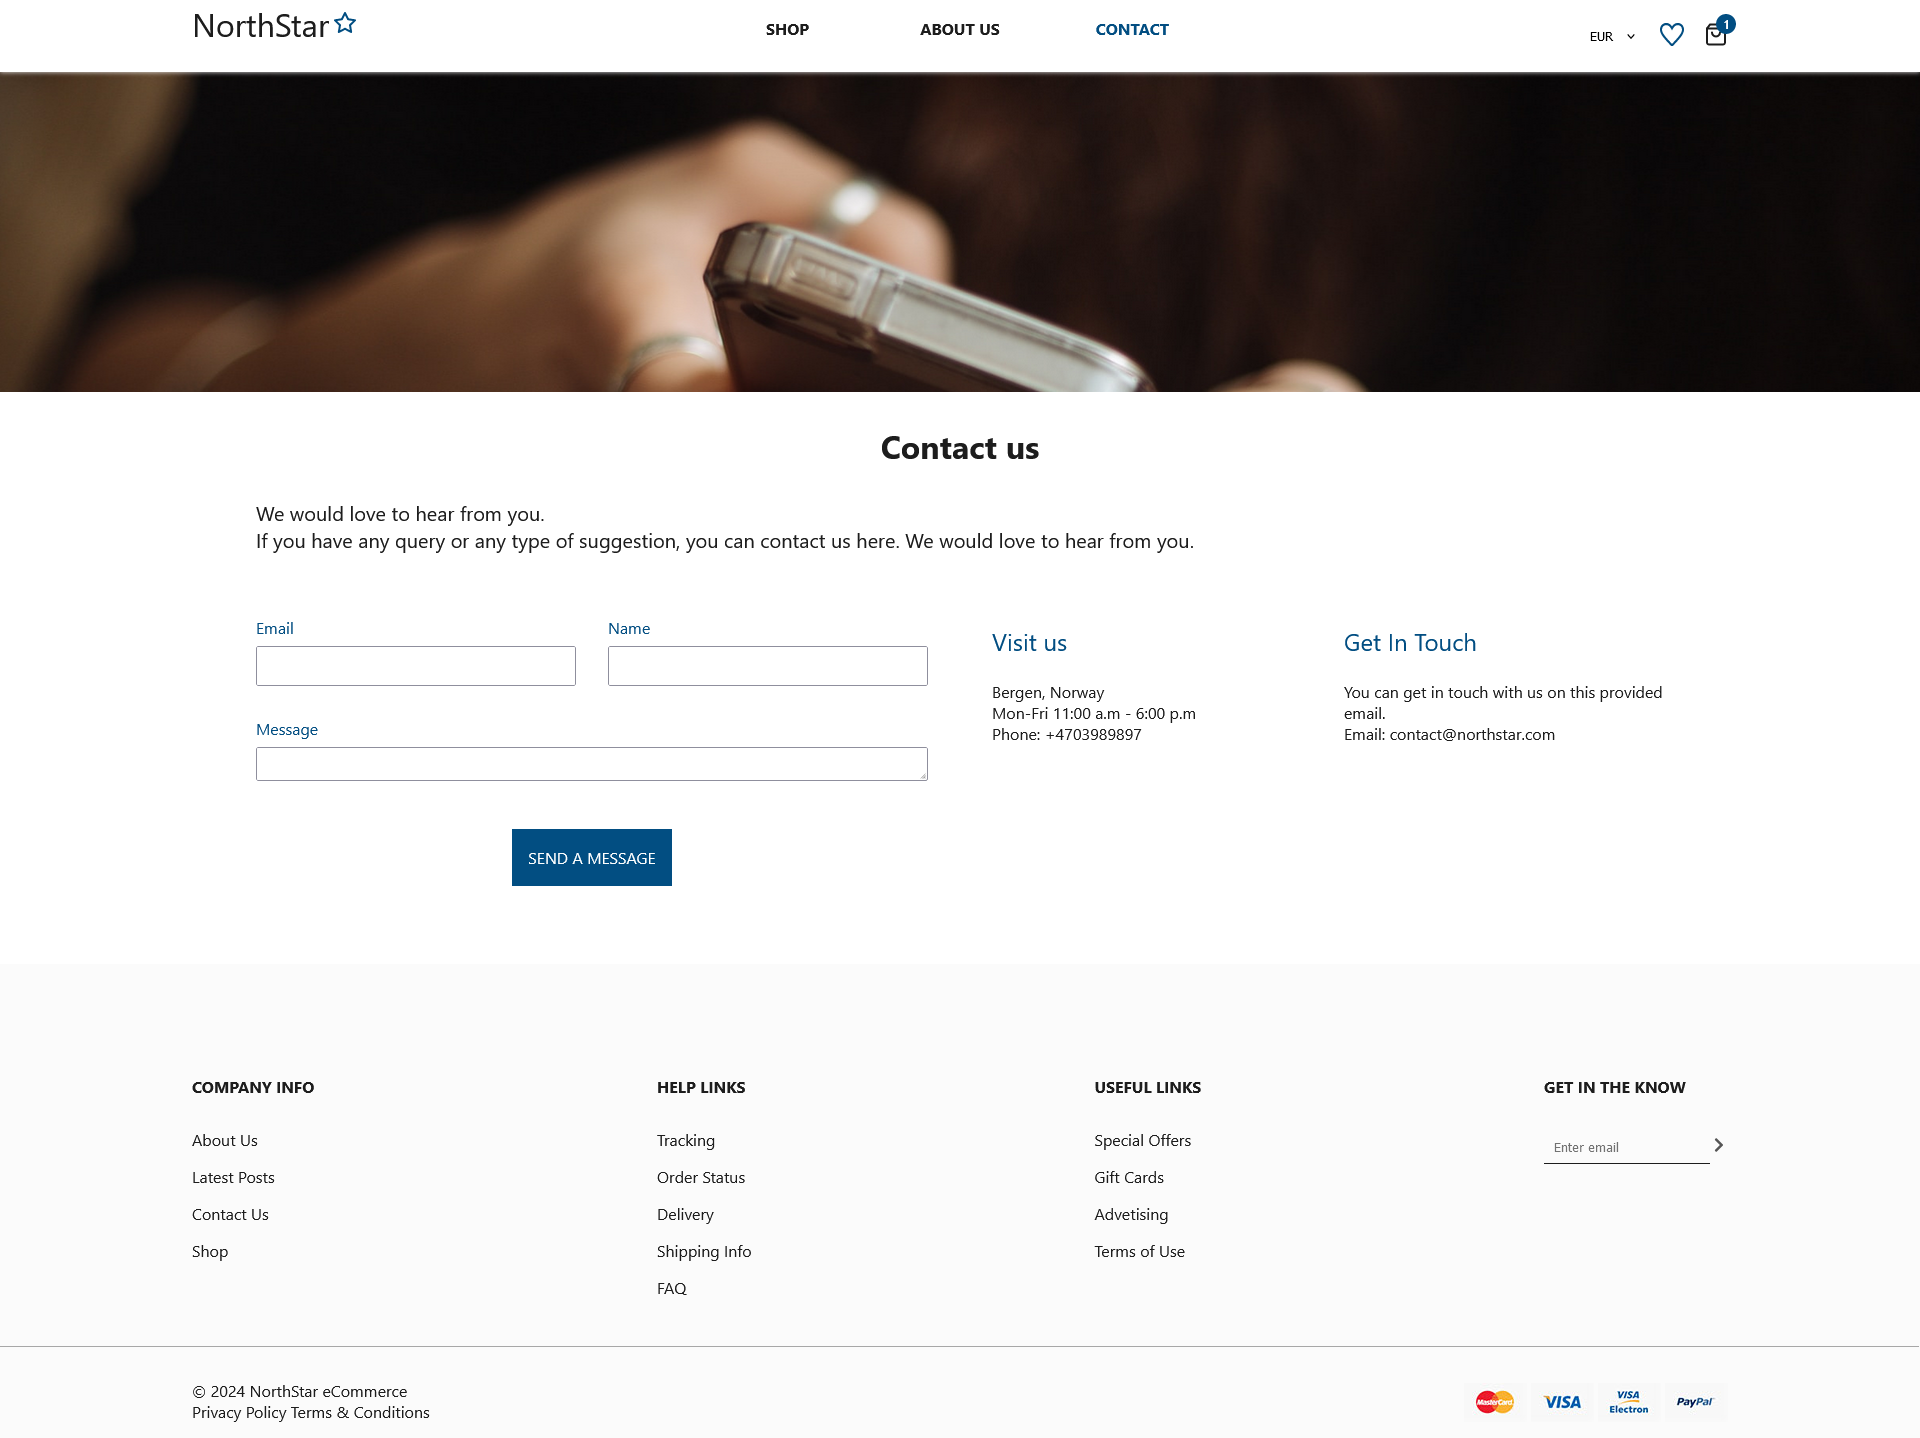 NorthStar
SHOP
ABOUT US
CONTACT
EUR
1
Contact us
We would love to hear from you.
If you have any query or any type of suggestion, you can contact us here. We would love to hear from you.
Email
Name
Message
SEND A MESSAGE
Visit us
Bergen, Norway
Mon-Fri 11:00 a.m - 6:00 p.m
Phone: +4703989897
Get In Touch
You can get in touch with us on this provided
email.
Email: contact@northstar.com
COMPANY INFO
About Us
Latest Posts
Contact Us
Shop
HELP LINKS
Tracking
Order Status
Delivery
Shipping Info
FAQ
USEFUL LINKS
Special Offers
Gift Cards
Advetising
Terms of Use
GET IN THE KNOW
Enter email
© 2024 NorthStar eCommerce
Privacy Policy Terms & Conditions
MasterCard
VISA
VISA
Electron
PayPal